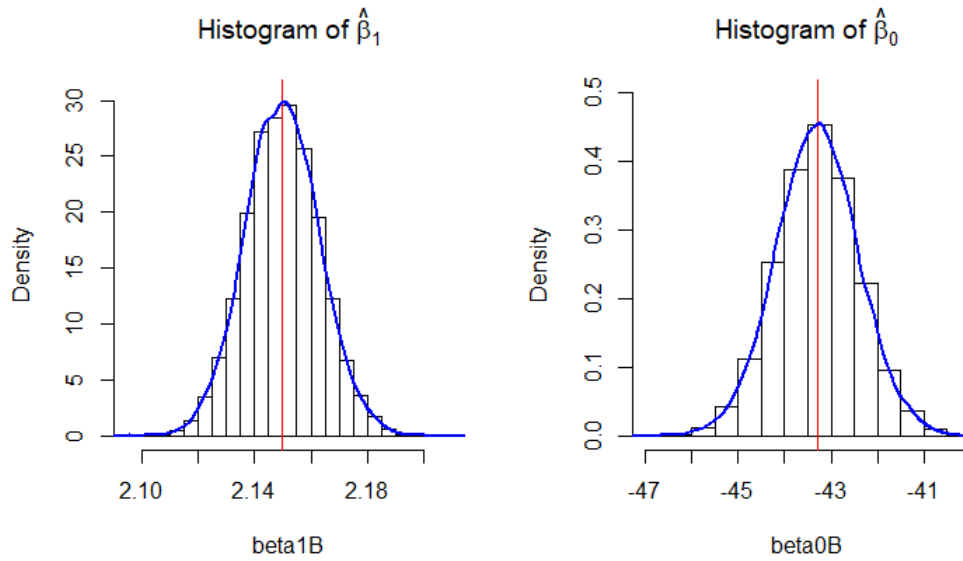 Histogram of β̂₁
Density
0 5 10 15 20 25 30
2.10 2.14 2.18
beta1B
Histogram of β̂₀
Density
0.0 0.1 0.2 0.3 0.4 0.5
-47 -45 -43 -41
beta0B